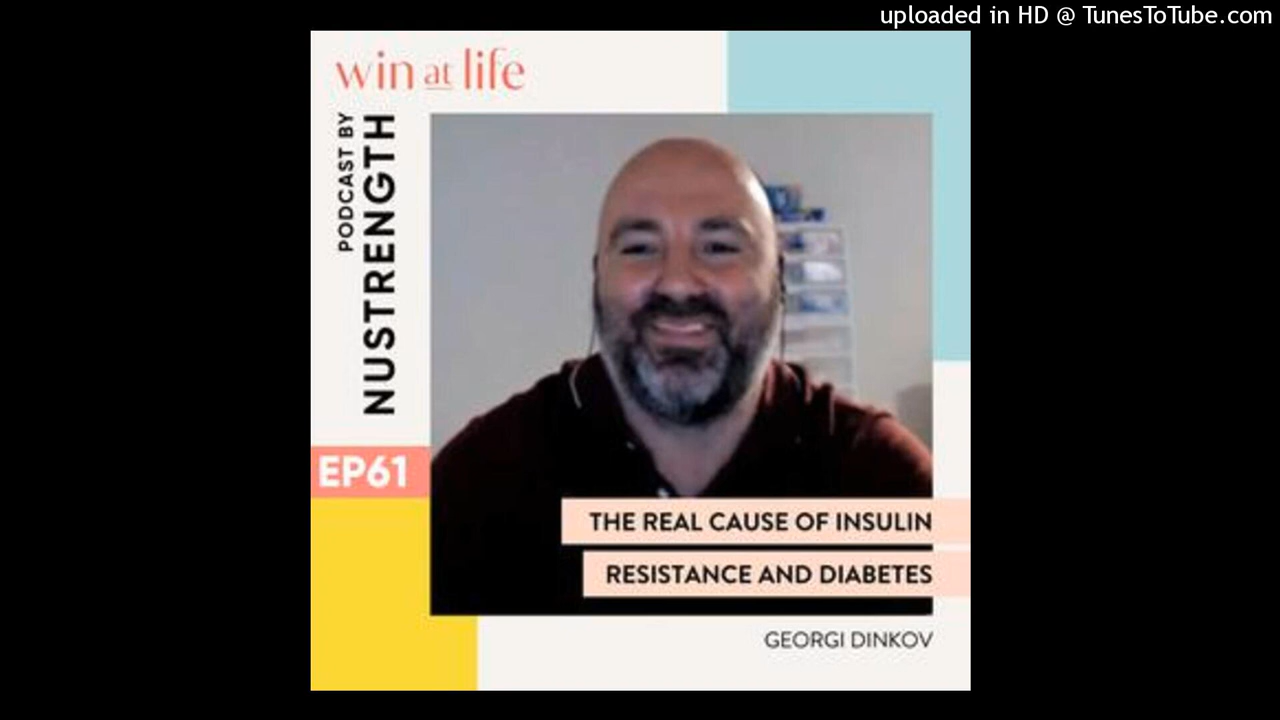 uploaded in HD @ TunesToTube.com
win at life
PODCAST BY
NUSTRENGTH
EP61
THE REAL CAUSE OF INSULIN
RESISTANCE AND DIABETES
GEORGI DINKOV